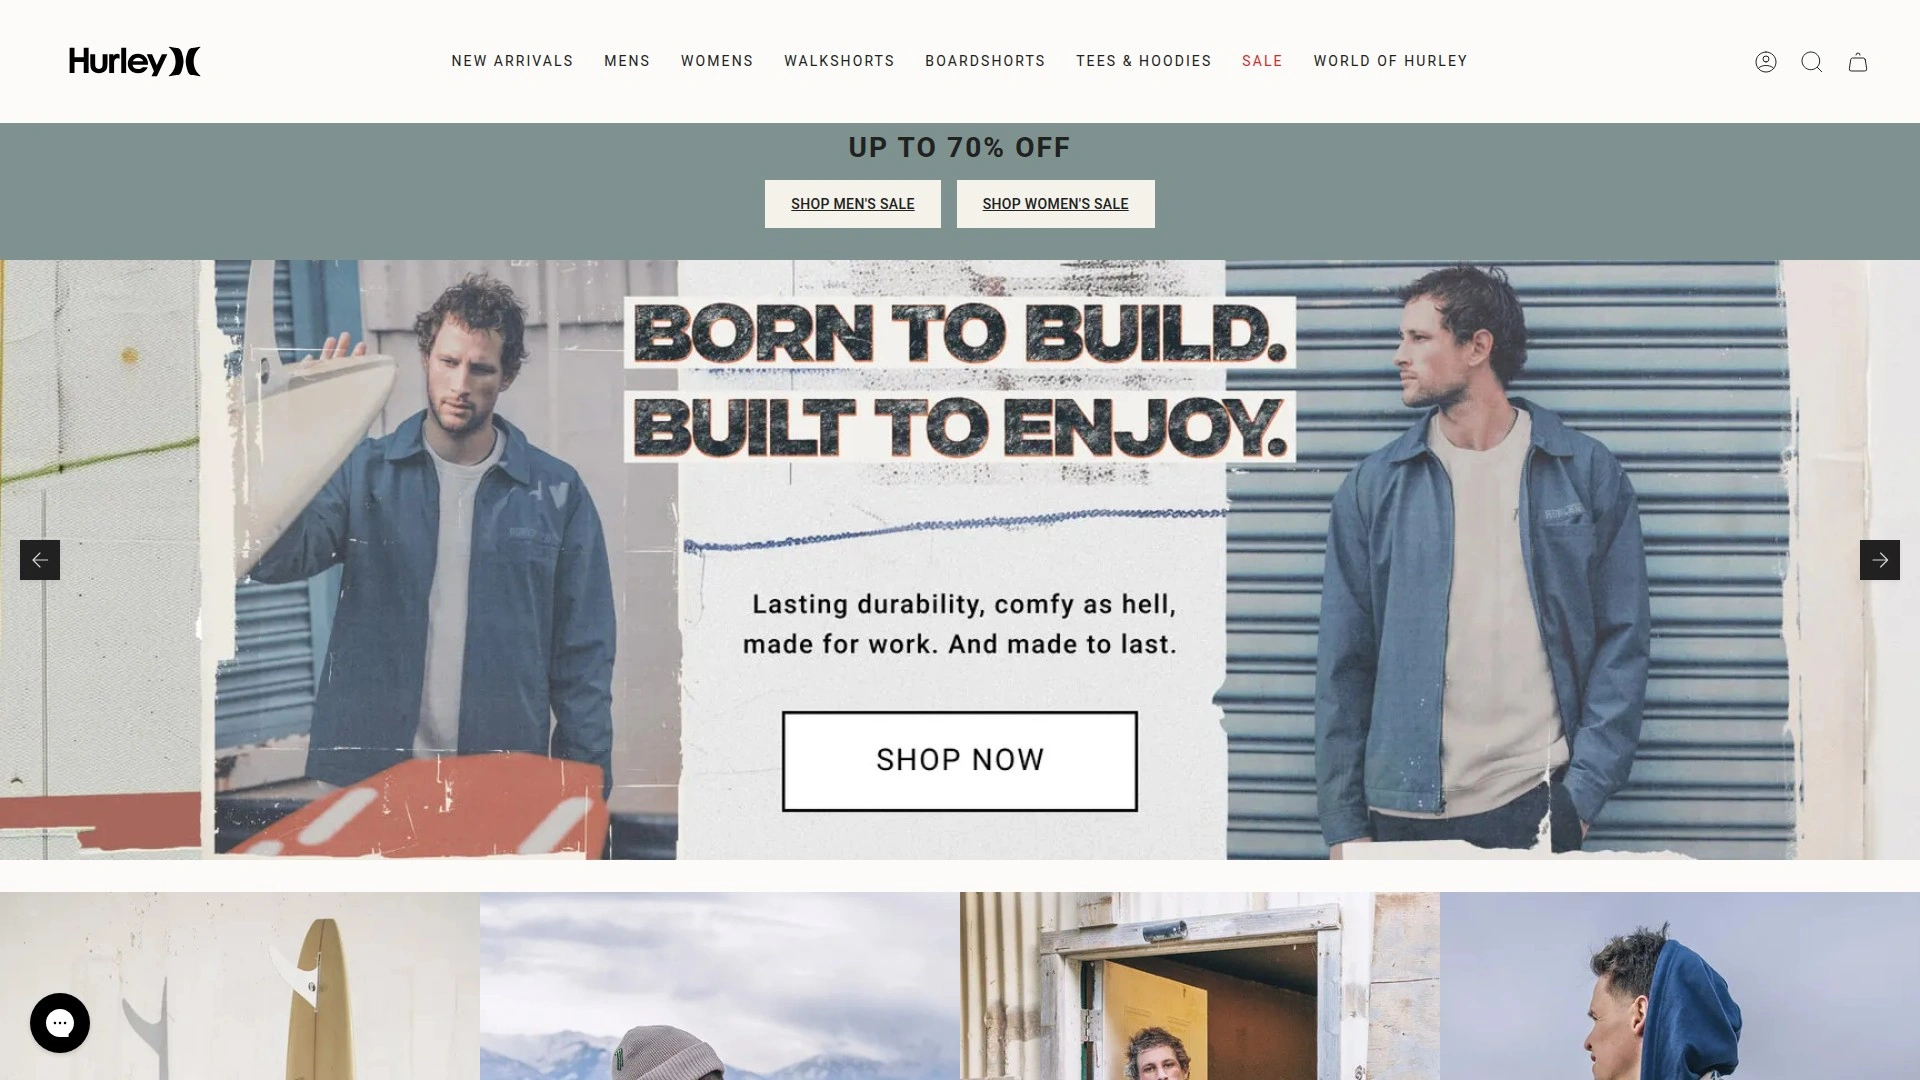 Hurley
NEW ARRIVALS MENS WOMENS WALKSHORTS BOARDSHORTS TEES & HOODIES SALE WORLD OF HURLEY
UP TO 70% OFF
SHOP MEN'S SALE SHOP WOMEN'S SALE
BORN TO BUILD.
BUILT TO ENJOY.
Lasting durability, comfy as hell,
made for work. And made to last.
SHOP NOW